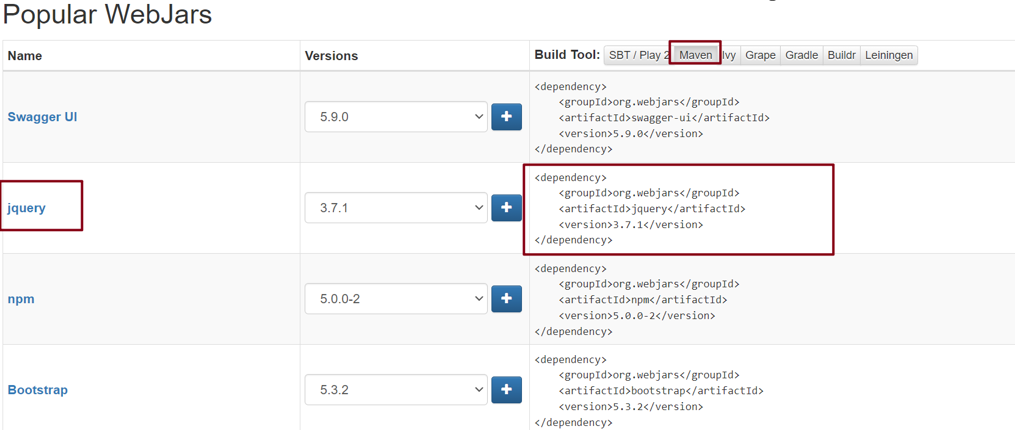 Popular WebJars
Name Versions Build Tool: SBT / Play 2 Maven Ivy Grape Gradle Buildr Leiningen
Swagger UI 5.9.0 +
<dependency>
    <groupId>org.webjars</groupId>
    <artifactId>swagger-ui</artifactId>
    <version>5.9.0</version>
</dependency>
jquery 3.7.1 +
<dependency>
    <groupId>org.webjars</groupId>
    <artifactId>jquery</artifactId>
    <version>3.7.1</version>
</dependency>
npm 5.0.0-2 +
<dependency>
    <groupId>org.webjars</groupId>
    <artifactId>npm</artifactId>
    <version>5.0.0-2</version>
</dependency>
Bootstrap 5.3.2 +
<dependency>
    <groupId>org.webjars</groupId>
    <artifactId>bootstrap</artifactId>
    <version>5.3.2</version>
</dependency>